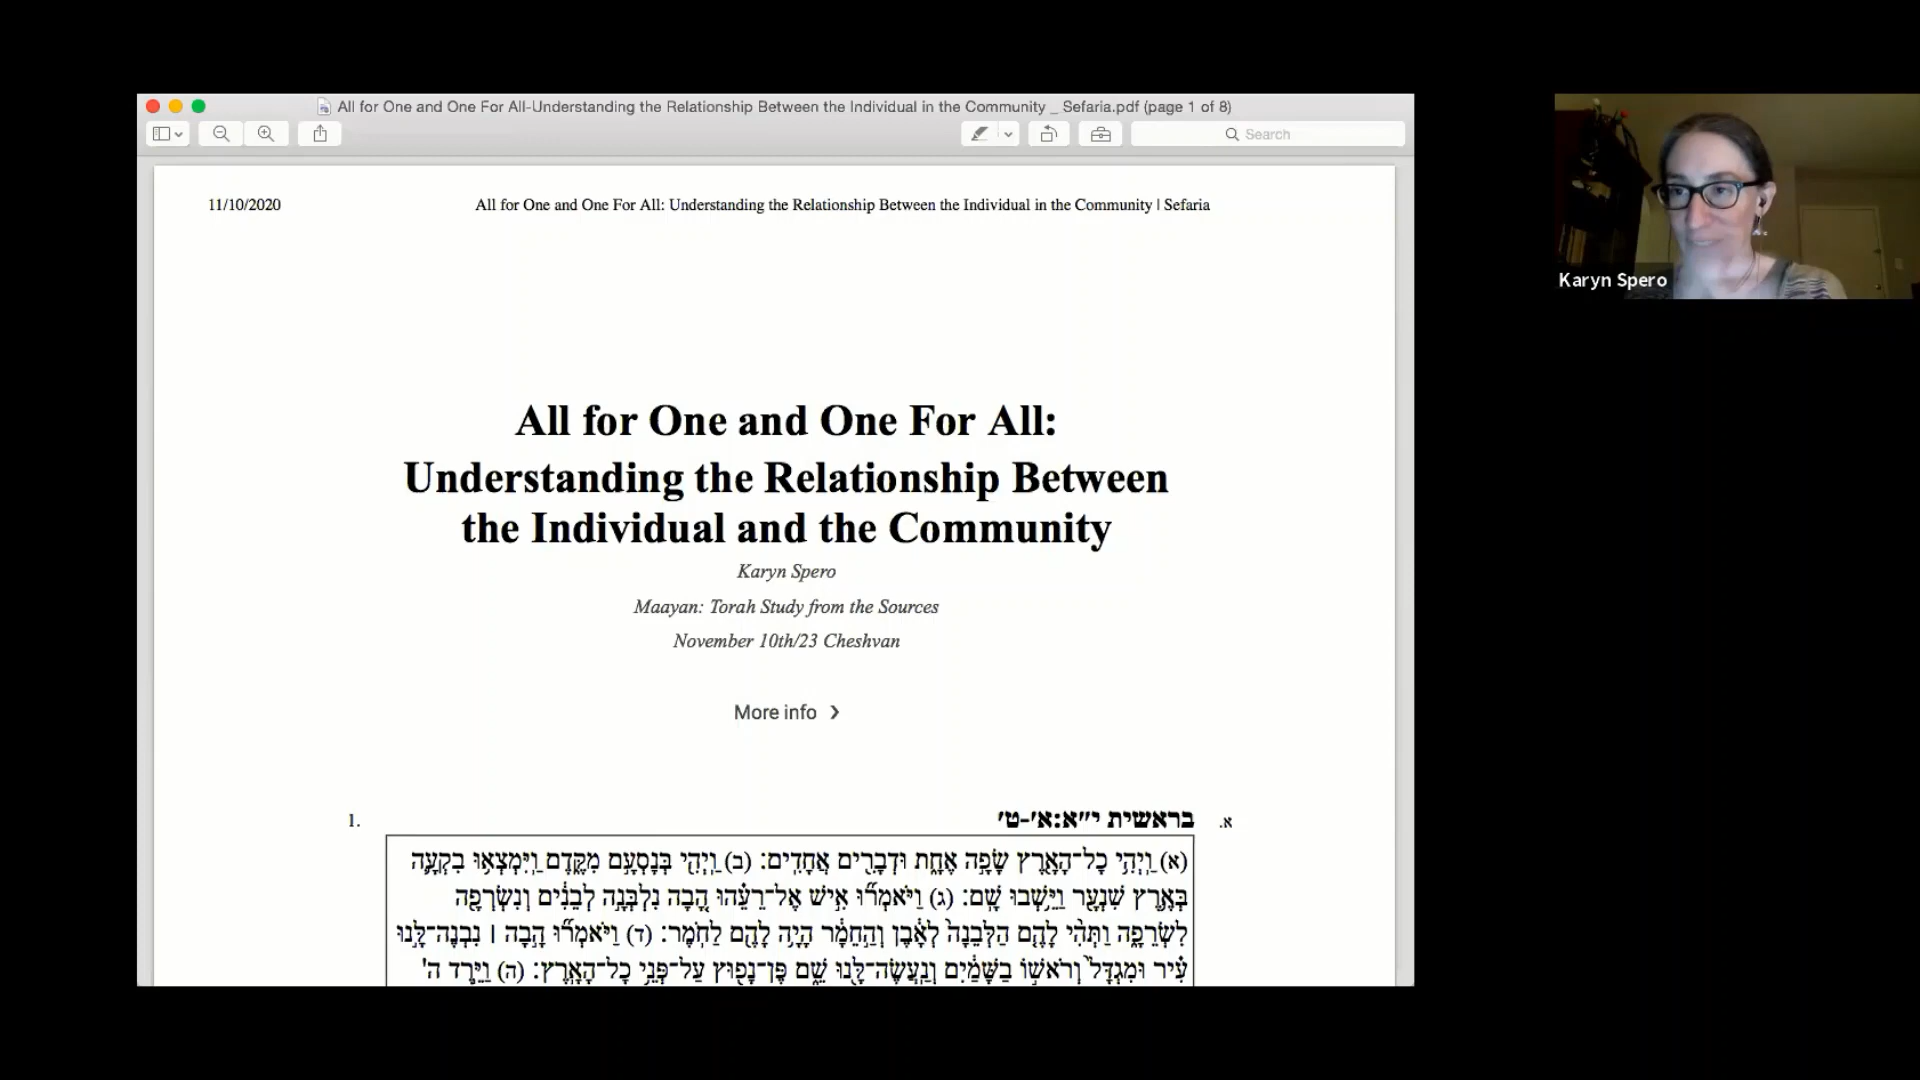 All for One and One For All-Understanding the Relationship Between the Individual in the Community _ Sefaria.pdf (page 1 of 8)
Search
11/10/2020
All for One and One For All: Understanding the Relationship Between the Individual in the Community | Sefaria
All for One and One For All:
Understanding the Relationship Between
the Individual and the Community
Karyn Spero
Maayan: Torah Study from the Sources
November 10th/23 Cheshvan
More info
1.
א.
בראשית י״א:א׳-ט׳
(א) וַֽיְהִ֥י כׇל־הָאָ֖רֶץ שָׂפָ֣ה אֶחָ֑ת וּדְבָרִ֖ים אֲחָדִֽים׃ (ב) וַֽיְהִ֖י בְּנׇסְעָ֣ם מִקֶּ֑דֶם וַֽיִּמְצְא֥וּ בִקְעָ֛ה
בְּאֶ֥רֶץ שִׁנְעָ֖ר וַיֵּ֥שְׁבוּ שָֽׁם׃ (ג) וַיֹּאמְר֞וּ אִ֣ישׁ אֶל־רֵעֵ֗הוּ הָ֚בָה נִלְבְּנָ֣ה לְבֵנִ֔ים וְנִשְׂרְפָ֖ה
לִשְׂרֵפָ֑ה וַתְּהִ֨י לָהֶ֤ם הַלְּבֵנָה֙ לְאָ֔בֶן וְהַ֣חֵמָ֔ר הָיָ֥ה לָהֶ֖ם לַחֹֽמֶר׃ (ד) וַיֹּאמְר֞וּ הָ֣בָה ׀ נִבְנֶה־לָּ֣נוּ
עִ֗יר וּמִגְדָּל֙ וְרֹאשׁ֣וֹ בַשָּׁמַ֔יִם וְנַֽעֲשֶׂה־לָּ֖נוּ שֵׁ֑ם פֶּן־נָפ֖וּץ עַל־פְּנֵ֥י כׇל־הָאָֽרֶץ׃ (ה) וַיֵּ֣רֶד ה'
Karyn Spero